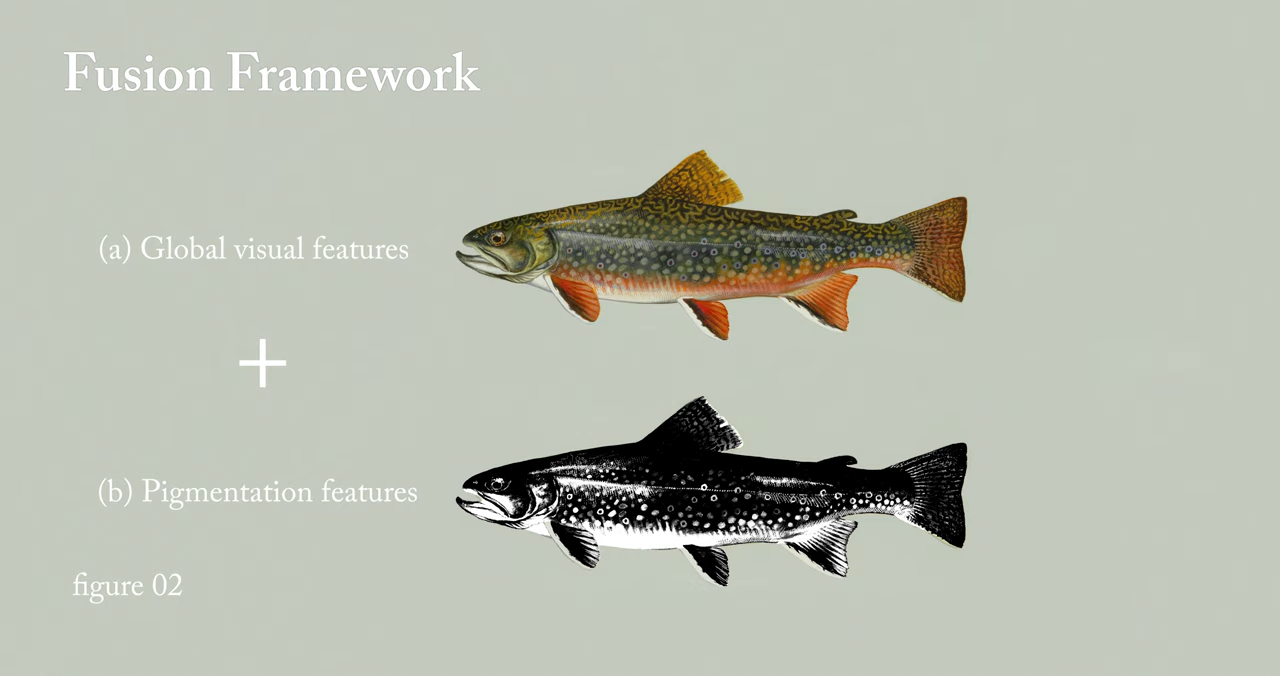 Fusion Framework
(a) Global visual features
+
(b) Pigmentation features
figure 02